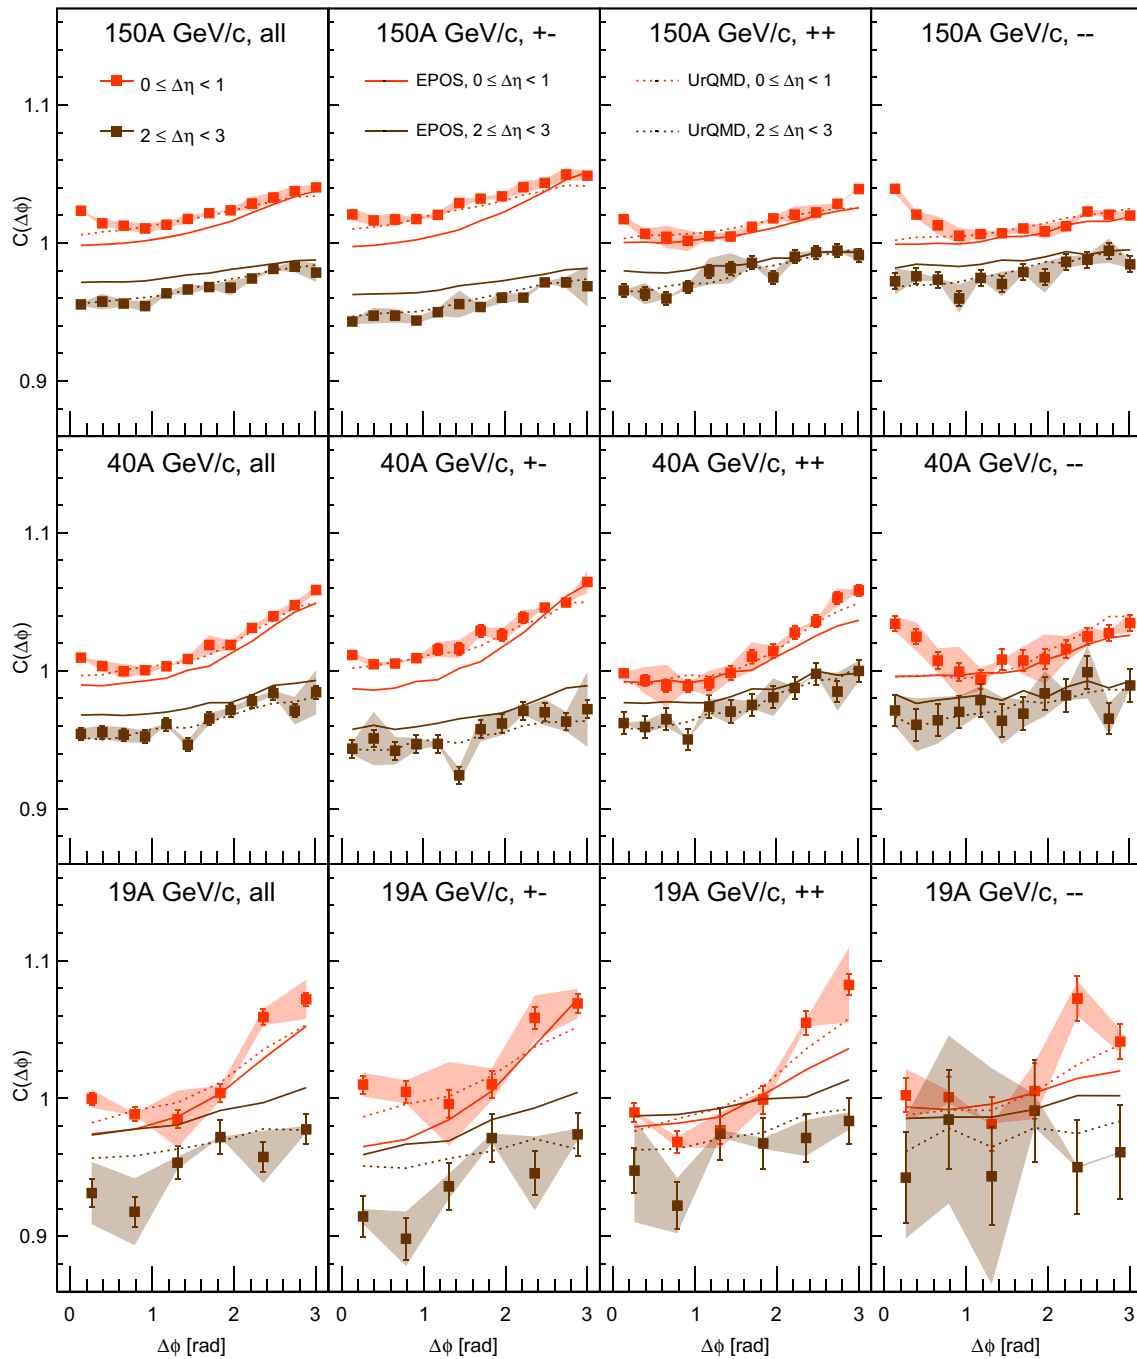 150A GeV/c, all
150A GeV/c, +-
150A GeV/c, ++
150A GeV/c, --
0 ≤ Δη < 1
2 ≤ Δη < 3
EPOS, 0 ≤ Δη < 1
EPOS, 2 ≤ Δη < 3
UrQMD, 0 ≤ Δη < 1
UrQMD, 2 ≤ Δη < 3
1.1
1
0.9
C(Δϕ)
40A GeV/c, all
40A GeV/c, +-
40A GeV/c, ++
40A GeV/c, --
1.1
1
0.9
C(Δϕ)
19A GeV/c, all
19A GeV/c, +-
19A GeV/c, ++
19A GeV/c, --
1.1
1
0.9
C(Δϕ)
0 1 2 3 0 1 2 3 0 1 2 3 0 1 2 3
Δϕ [rad] Δϕ [rad] Δϕ [rad] Δϕ [rad]